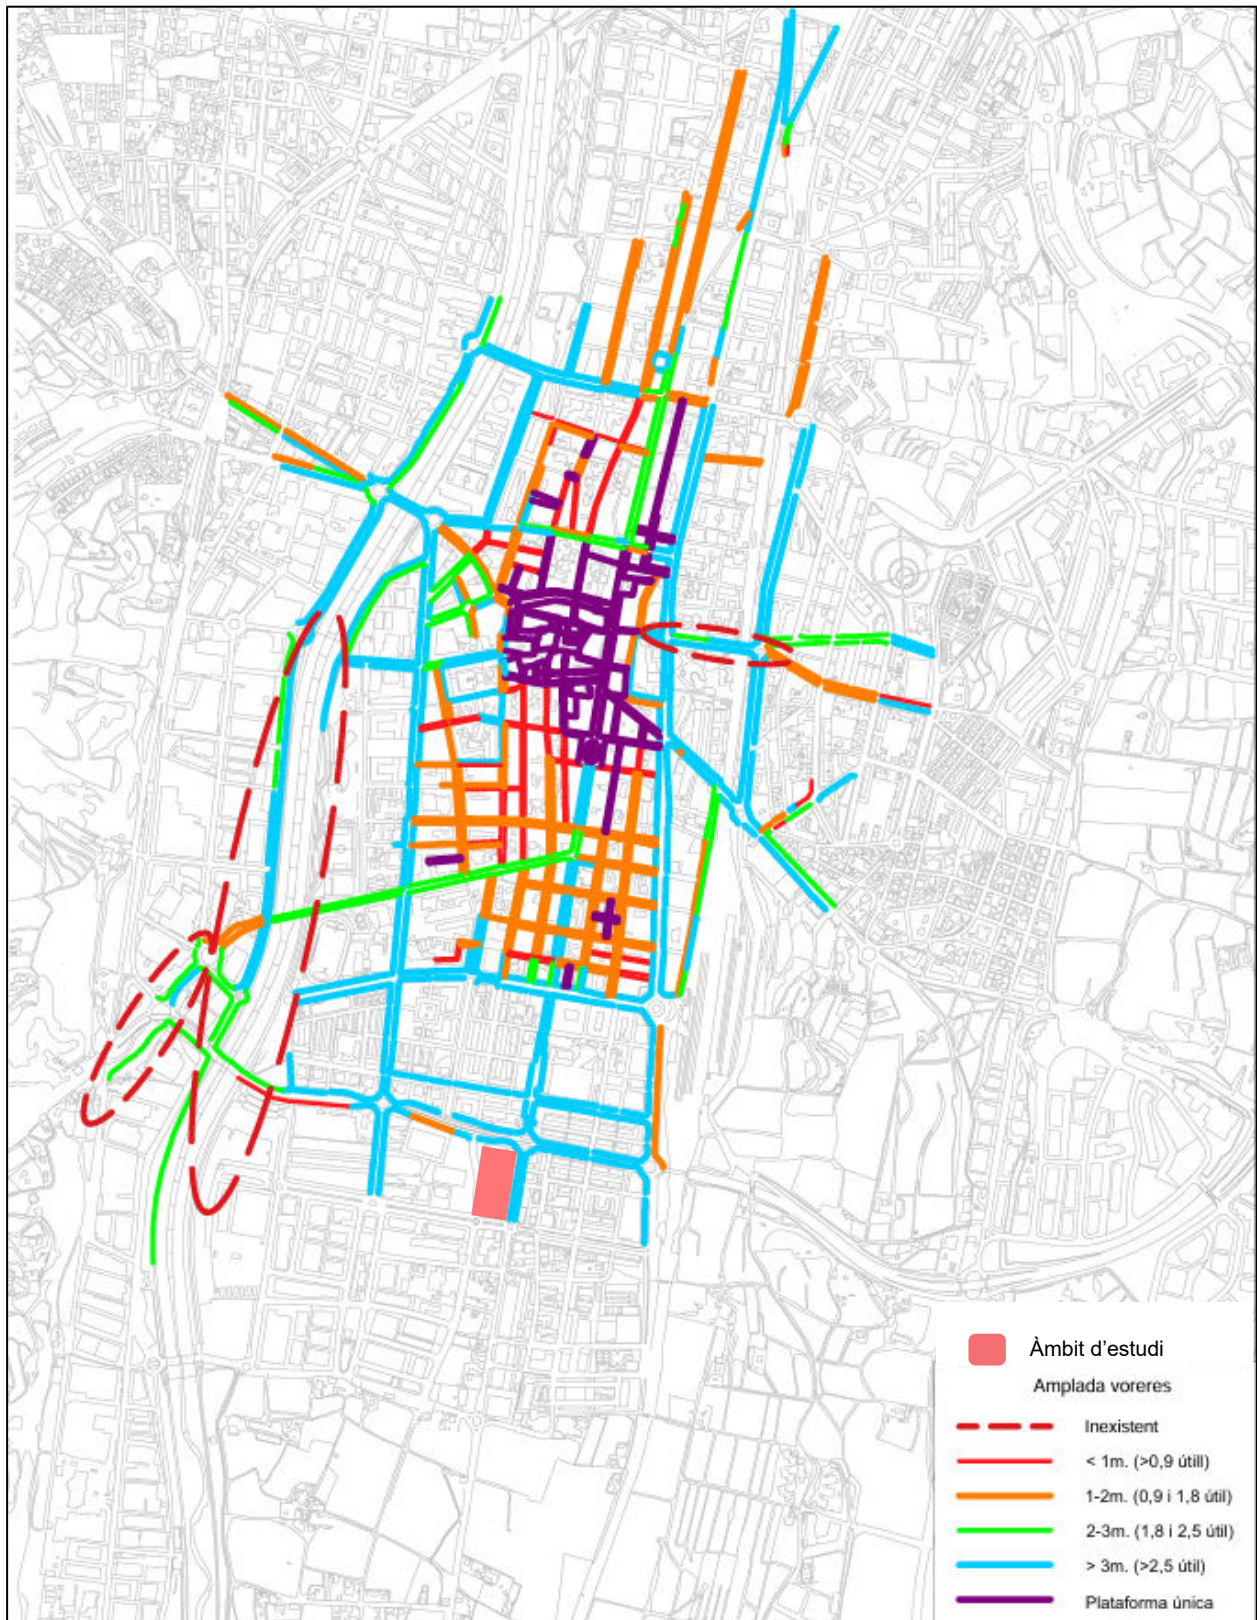 Àmbit d'estudi
Amplada voreres
Inexistent
< 1m. (>0,9 útill)
1-2m. (0,9 i 1,8 útil)
2-3m. (1,8 i 2,5 útil)
> 3m. (>2,5 útil)
Plataforma única